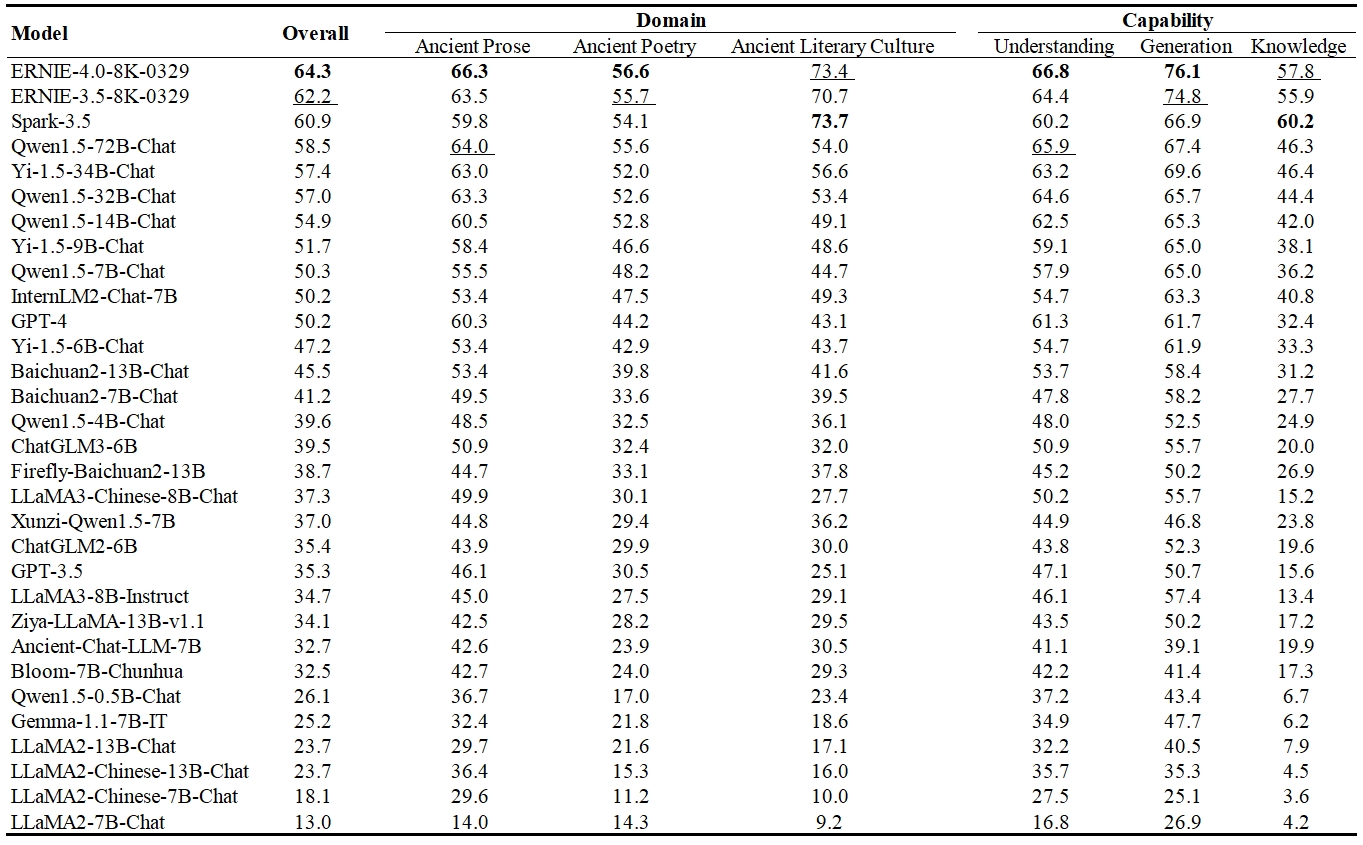 Model Overall Domain Capability
Ancient Prose Ancient Poetry Ancient Literary Culture Understanding Generation Knowledge
ERNIE-4.0-8K-0329 64.3 66.3 56.6 73.4 66.8 76.1 57.8
ERNIE-3.5-8K-0329 62.2 63.5 55.7 70.7 64.4 74.8 55.9
Spark-3.5 60.9 59.8 54.1 73.7 60.2 66.9 60.2
Qwen1.5-72B-Chat 58.5 64.0 55.6 54.0 65.9 67.4 46.3
Yi-1.5-34B-Chat 57.4 63.0 52.0 56.6 63.2 69.6 46.4
Qwen1.5-32B-Chat 57.0 63.3 52.6 53.4 64.6 65.7 44.4
Qwen1.5-14B-Chat 54.9 60.5 52.8 49.1 62.5 65.3 42.0
Yi-1.5-9B-Chat 51.7 58.4 46.6 48.6 59.1 65.0 38.1
Qwen1.5-7B-Chat 50.3 55.5 48.2 44.7 57.9 65.0 36.2
InternLM2-Chat-7B 50.2 53.4 47.5 49.3 54.7 63.3 40.8
GPT-4 50.2 60.3 44.2 43.1 61.3 61.7 32.4
Yi-1.5-6B-Chat 47.2 53.4 42.9 43.7 54.7 61.9 33.3
Baichuan2-13B-Chat 45.5 53.4 39.8 41.6 53.7 58.4 31.2
Baichuan2-7B-Chat 41.2 49.5 33.6 39.5 47.8 58.2 27.7
Qwen1.5-4B-Chat 39.6 48.5 32.5 36.1 48.0 52.5 24.9
ChatGLM3-6B 39.5 50.9 32.4 32.0 50.9 55.7 20.0
Firefly-Baichuan2-13B 38.7 44.7 33.1 37.8 45.2 50.2 26.9
LLaMA3-Chinese-8B-Chat 37.3 49.9 30.1 27.7 50.2 55.7 15.2
Xunzi-Qwen1.5-7B 37.0 44.8 29.4 36.2 44.9 46.8 23.8
ChatGLM2-6B 35.4 43.9 29.9 30.0 43.8 52.3 19.6
GPT-3.5 35.3 46.1 30.5 25.1 47.1 50.7 15.6
LLaMA3-8B-Instruct 34.7 45.0 27.5 29.1 46.1 57.4 13.4
Ziya-LLaMA-13B-v1.1 34.1 42.5 28.2 29.5 43.5 50.2 17.2
Ancient-Chat-LLM-7B 32.7 42.6 23.9 30.5 41.1 39.1 19.9
Bloom-7B-Chunhua 32.5 42.7 24.0 29.3 42.2 41.4 17.3
Qwen1.5-0.5B-Chat 26.1 36.7 17.0 23.4 37.2 43.4 6.7
Gemma-1.1-7B-IT 25.2 32.4 21.8 18.6 34.9 47.7 6.2
LLaMA2-13B-Chat 23.7 29.7 21.6 17.1 32.2 40.5 7.9
LLaMA2-Chinese-13B-Chat 23.7 36.4 15.3 16.0 35.7 35.3 4.5
LLaMA2-Chinese-7B-Chat 18.1 29.6 11.2 10.0 27.5 25.1 3.6
LLaMA2-7B-Chat 13.0 14.0 14.3 9.2 16.8 26.9 4.2